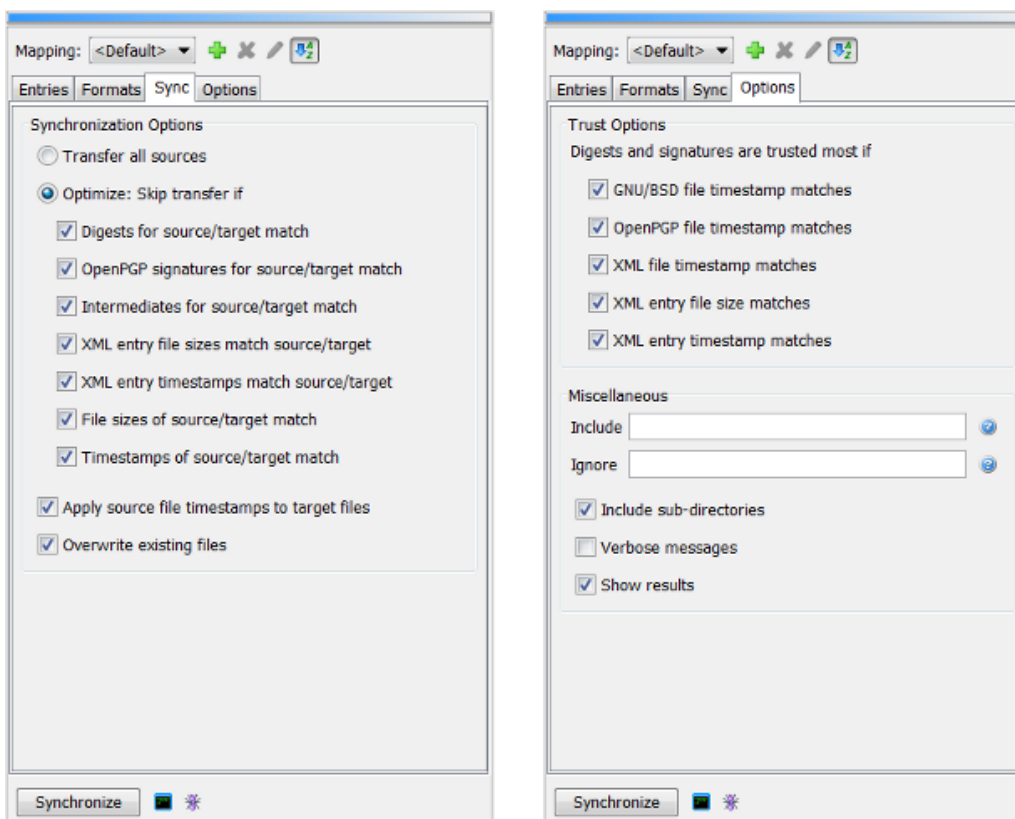 Mapping: <Default>
Entries Formats Sync Options
Synchronization Options
Transfer all sources
Optimize: Skip transfer if
Digests for source/target match
OpenPGP signatures for source/target match
Intermediates for source/target match
XML entry file sizes match source/target
XML entry timestamps match source/target
File sizes of source/target match
Timestamps of source/target match
Apply source file timestamps to target files
Overwrite existing files
Synchronize
Mapping: <Default>
Entries Formats Sync Options
Trust Options
Digests and signatures are trusted most if
GNU/BSD file timestamp matches
OpenPGP file timestamp matches
XML file timestamp matches
XML entry file size matches
XML entry timestamp matches
Miscellaneous
Include
Ignore
Include sub-directories
Verbose messages
Show results
Synchronize